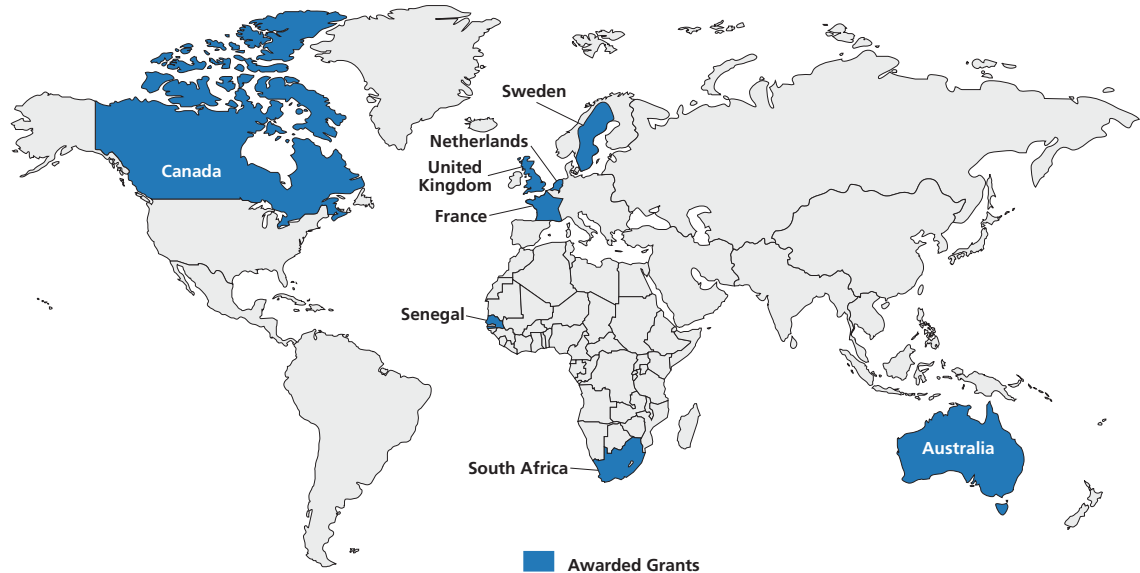 Sweden
Netherlands
United
Kingdom
Canada
France
Senegal
Australia
South Africa
Awarded Grants